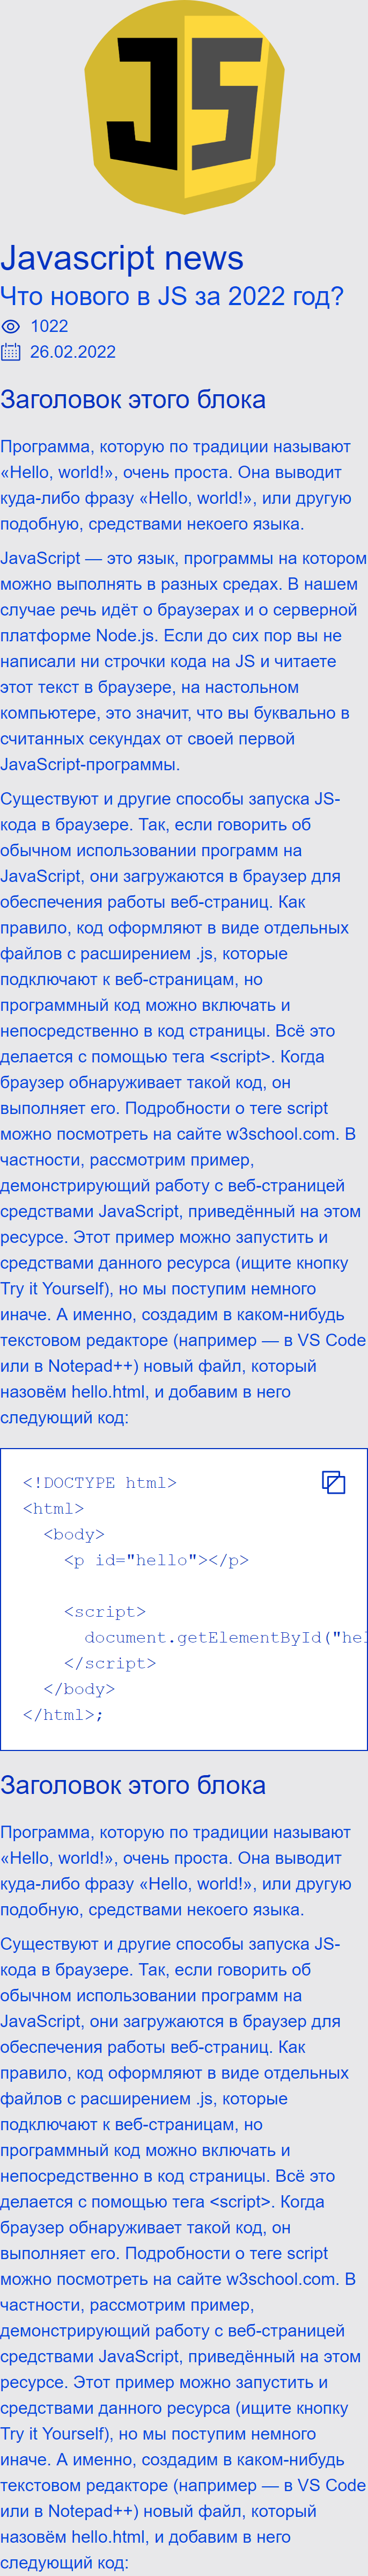 JS
Javascript news
Что нового в JS за 2022 год?
1022
26.02.2022
Заголовок этого блока
Программа, которую по традиции называют
«Hello, world!», очень проста. Она выводит
куда-либо фразу «Hello, world!», или другую
подобную, средствами некоего языка.
JavaScript — это язык, программы на котором
можно выполнять в разных средах. В нашем
случае речь идёт о браузерах и о серверной
платформе Node.js. Если до сих пор вы не
написали ни строчки кода на JS и читаете
этот текст в браузере, на настольном
компьютере, это значит, что вы буквально в
считанных секундах от своей первой
JavaScript-программы.
Существуют и другие способы запуска JS-
кода в браузере. Так, если говорить об
обычном использовании программ на
JavaScript, они загружаются в браузер для
обеспечения работы веб-страниц. Как
правило, код оформляют в виде отдельных
файлов с расширением .js, которые
подключают к веб-страницам, но
программный код можно включать и
непосредственно в код страницы. Всё это
делается с помощью тега <script>. Когда
браузер обнаруживает такой код, он
выполняет его. Подробности о теге script
можно посмотреть на сайте w3school.com. В
частности, рассмотрим пример,
демонстрирующий работу с веб-страницей
средствами JavaScript, приведённый на этом
ресурсе. Этот пример можно запустить и
средствами данного ресурса (ищите кнопку
Try it Yourself), но мы поступим немного
иначе. А именно, создадим в каком-нибудь
текстовом редакторе (например — в VS Code
или в Notepad++) новый файл, который
назовём hello.html, и добавим в него
следующий код:
<!DOCTYPE html>
<html>
  <body>
    <p id="hello"></p>
    <script>
      document.getElementById("hel
    </script>
  </body>
</html>;
Заголовок этого блока
Программа, которую по традиции называют
«Hello, world!», очень проста. Она выводит
куда-либо фразу «Hello, world!», или другую
подобную, средствами некоего языка.
Существуют и другие способы запуска JS-
кода в браузере. Так, если говорить об
обычном использовании программ на
JavaScript, они загружаются в браузер для
обеспечения работы веб-страниц. Как
правило, код оформляют в виде отдельных
файлов с расширением .js, которые
подключают к веб-страницам, но
программный код можно включать и
непосредственно в код страницы. Всё это
делается с помощью тега <script>. Когда
браузер обнаруживает такой код, он
выполняет его. Подробности о теге script
можно посмотреть на сайте w3school.com. В
частности, рассмотрим пример,
демонстрирующий работу с веб-страницей
средствами JavaScript, приведённый на этом
ресурсе. Этот пример можно запустить и
средствами данного ресурса (ищите кнопку
Try it Yourself), но мы поступим немного
иначе. А именно, создадим в каком-нибудь
текстовом редакторе (например — в VS Code
или в Notepad++) новый файл, который
назовём hello.html, и добавим в него
следующий код: